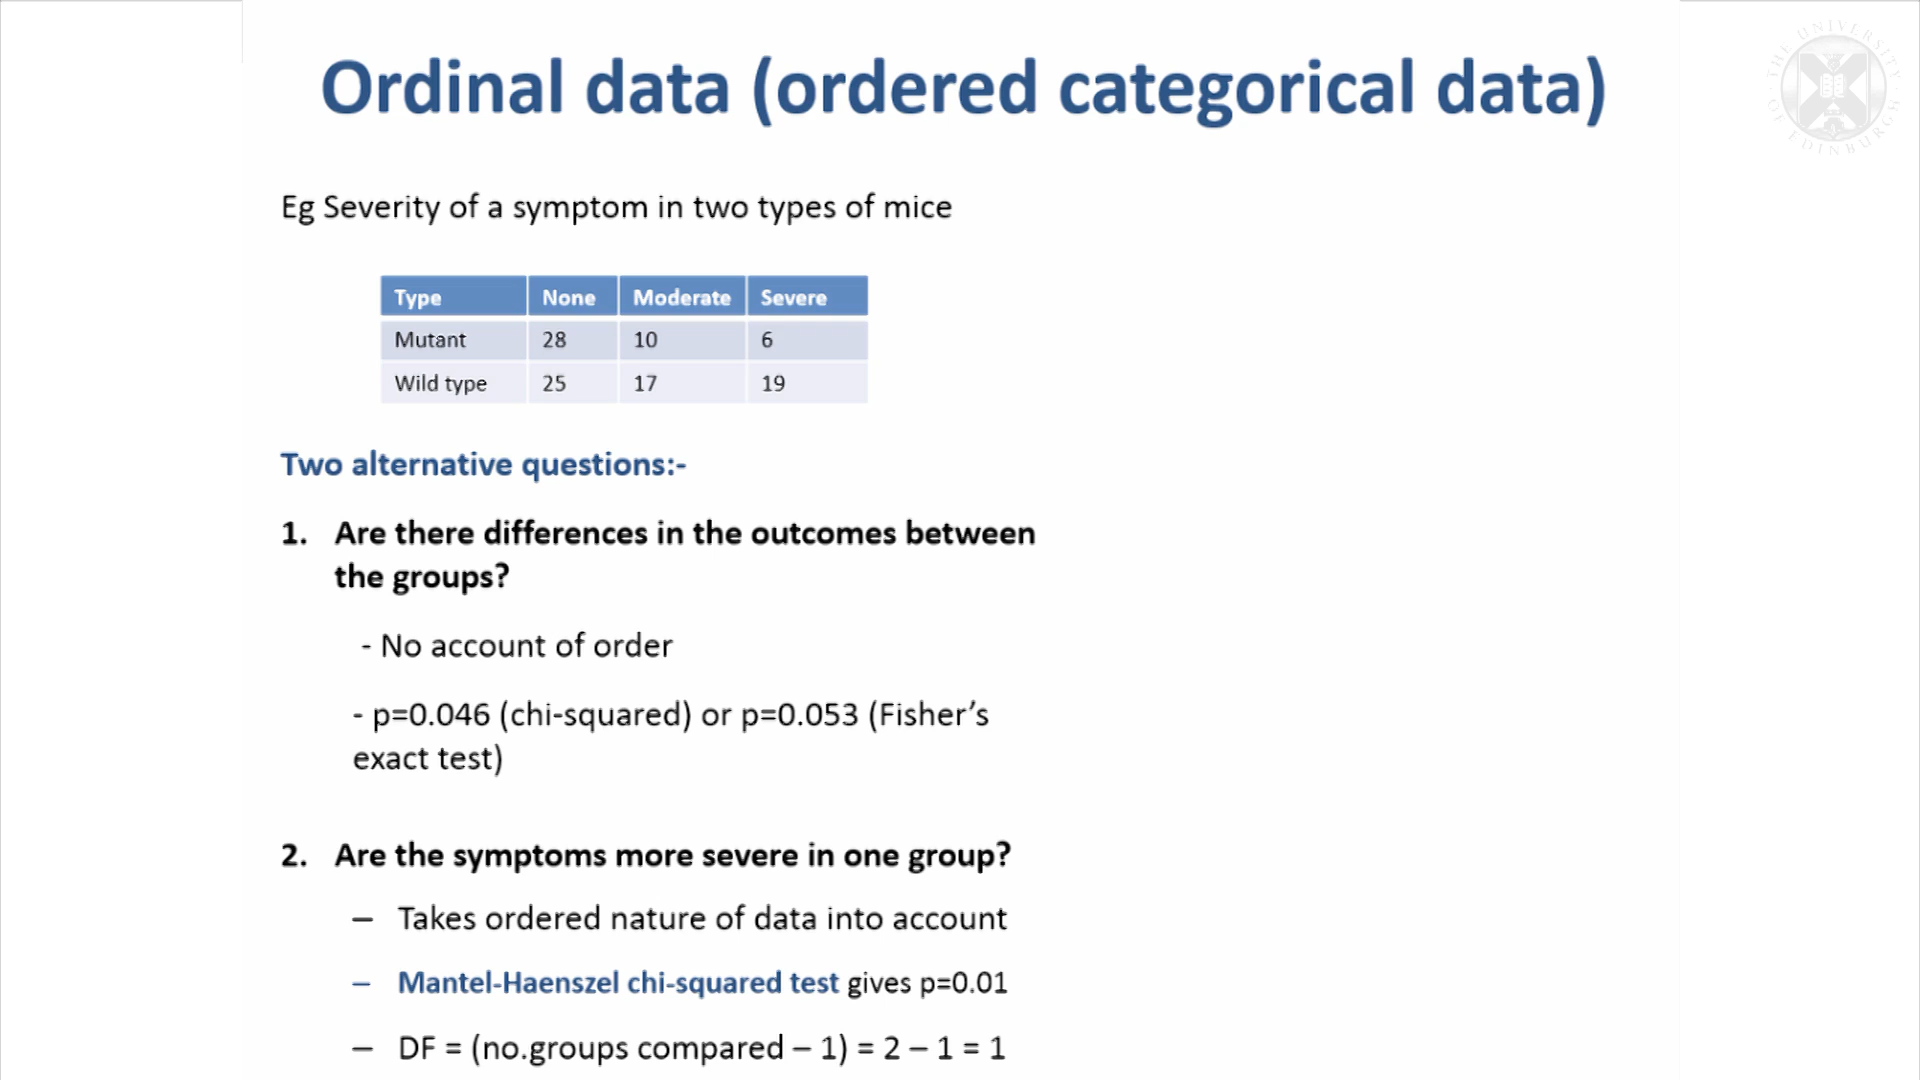 Ordinal data (ordered categorical data)
THE UNIVERSITY OF EDINBURGH
Eg Severity of a symptom in two types of mice
Type None Moderate Severe
Mutant 28 10 6
Wild type 25 17 19
Two alternative questions:-
1. Are there differences in the outcomes between
the groups?
- No account of order
- p=0.046 (chi-squared) or p=0.053 (Fisher’s
exact test)
2. Are the symptoms more severe in one group?
– Takes ordered nature of data into account
– Mantel-Haenszel chi-squared test gives p=0.01
– DF = (no.groups compared – 1) = 2 – 1 = 1